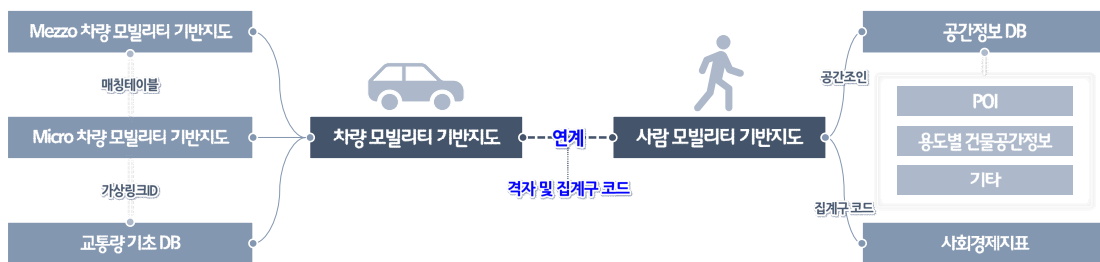 Mezzo 차량 모빌리티 기반지도
매칭테이블
Micro 차량 모빌리티 기반지도
가상링크ID
교통량 기초 DB
차량 모빌리티 기반지도
연계
격자 및 집계구 코드
사람 모빌리티 기반지도
공간조인
집계구 코드
공간정보 DB
POI
용도별 건물공간정보
기타
사회경제지표